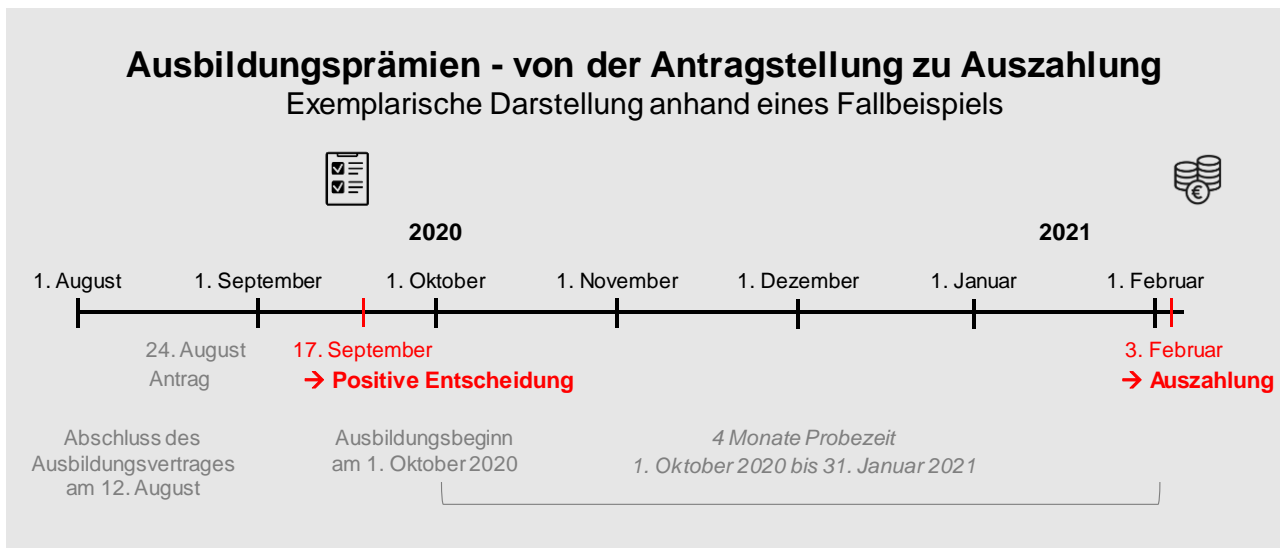 Ausbildungsprämien - von der Antragstellung zu Auszahlung
Exemplarische Darstellung anhand eines Fallbeispiels
2020
2021
1. August
1. September
1. Oktober
1. November
1. Dezember
1. Januar
1. Februar
24. August
Antrag
17. September
→ Positive Entscheidung
3. Februar
→ Auszahlung
Abschluss des
Ausbildungsvertrages
am 12. August
Ausbildungsbeginn
am 1. Oktober 2020
4 Monate Probezeit
1. Oktober 2020 bis 31. Januar 2021